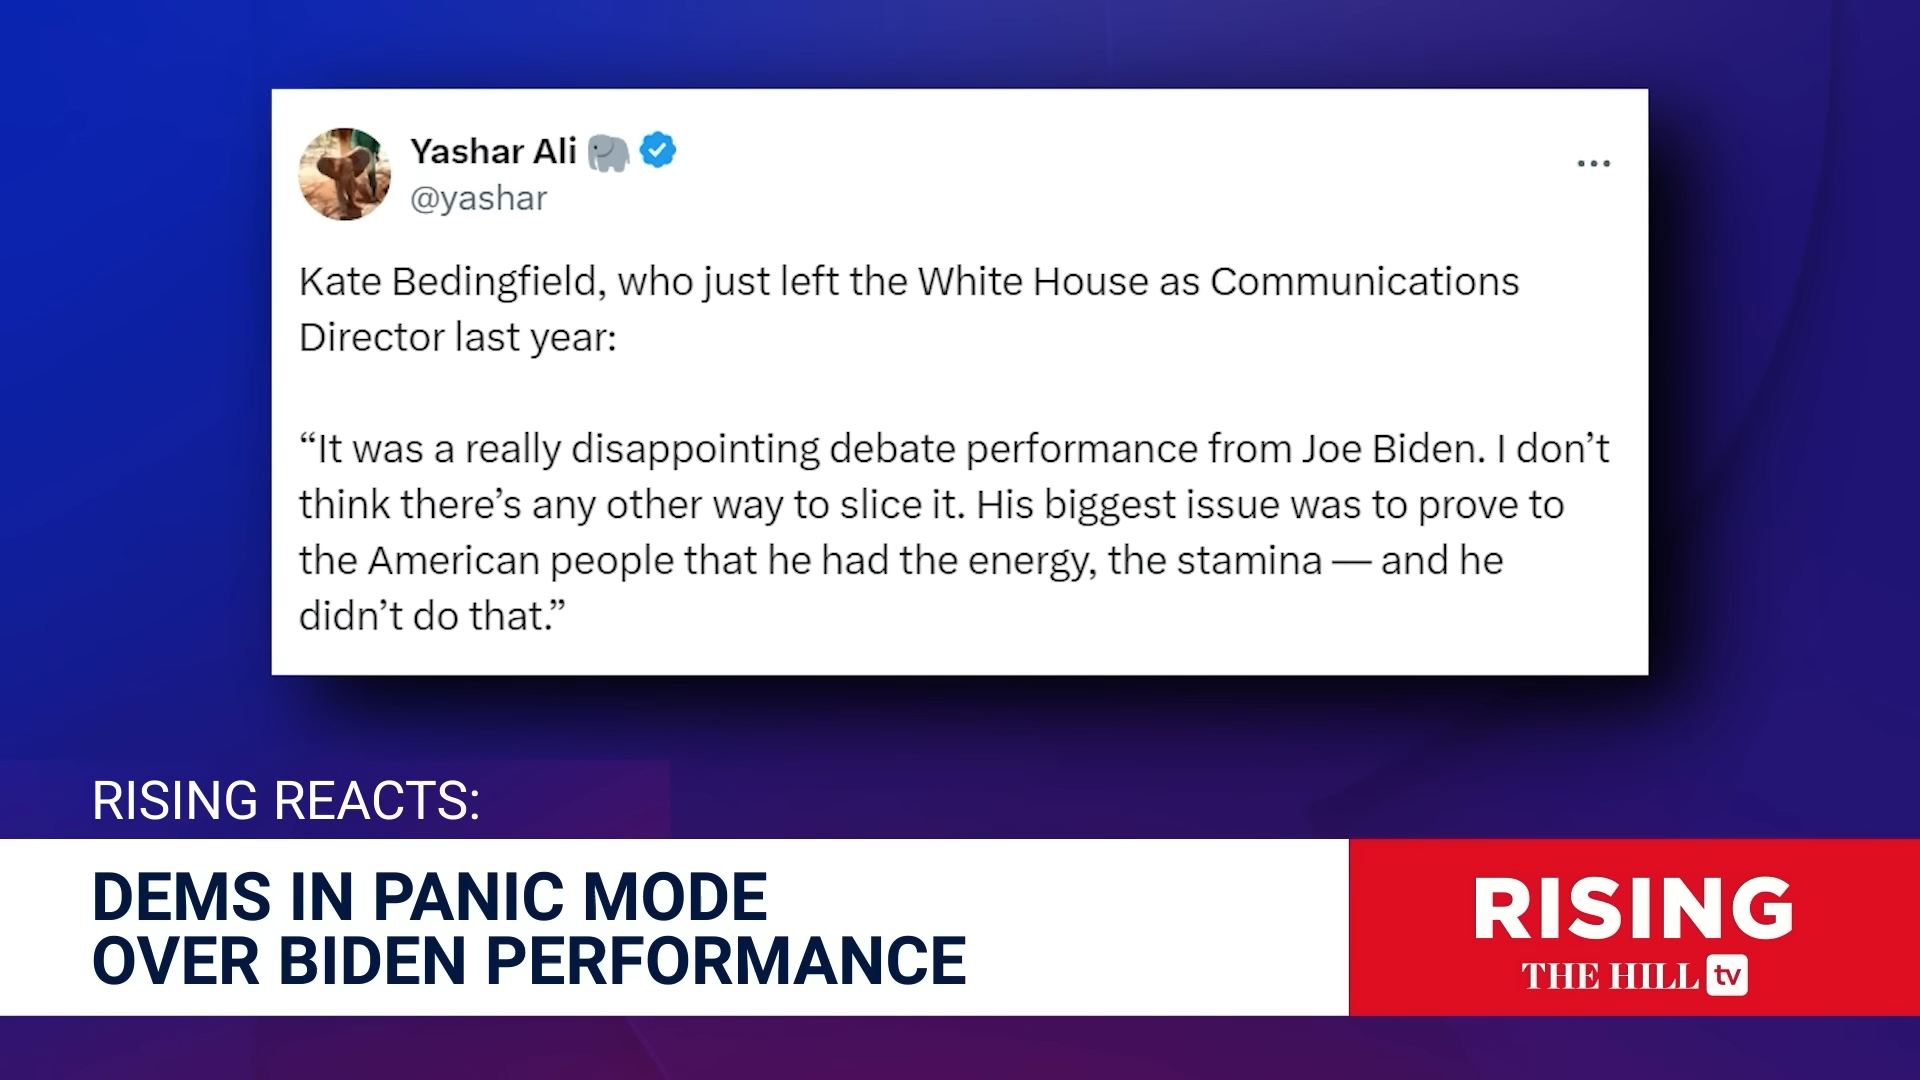 Yashar Ali 🐘
@yashar
Kate Bedingfield, who just left the White House as Communications
Director last year:
“It was a really disappointing debate performance from Joe Biden. I don’t
think there’s any other way to slice it. His biggest issue was to prove to
the American people that he had the energy, the stamina — and he
didn’t do that.”
RISING REACTS:
DEMS IN PANIC MODE
OVER BIDEN PERFORMANCE
RISING
THE HILL tv